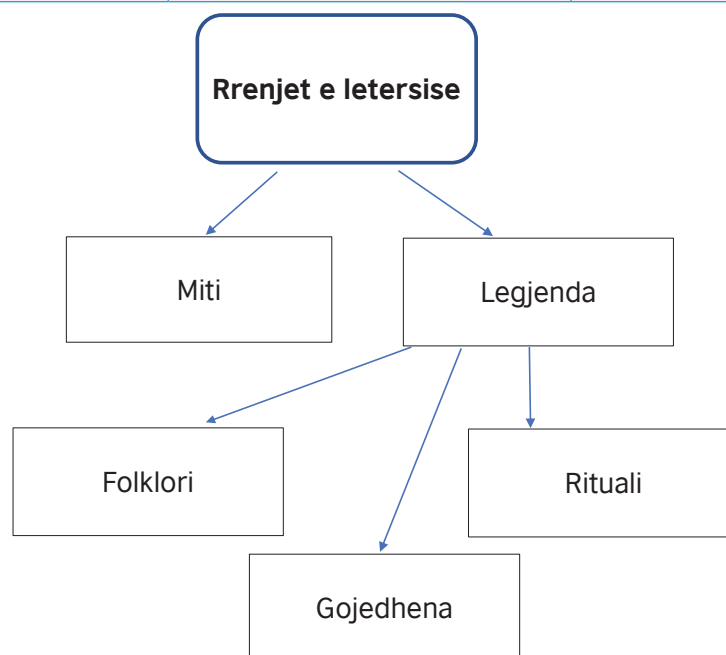 Rrenjet e letersise
Miti
Legjenda
Folklori
Rituali
Gojedhena